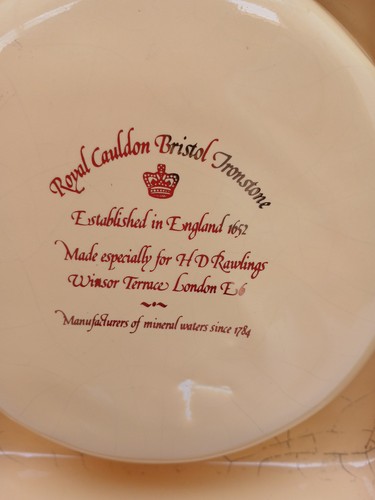 Royal Cauldon Bristol Ironstone
Established in England 1652
Made especially for H D Rawlings
Winsor Terrace London E6
Manufacturers of mineral waters since 1784